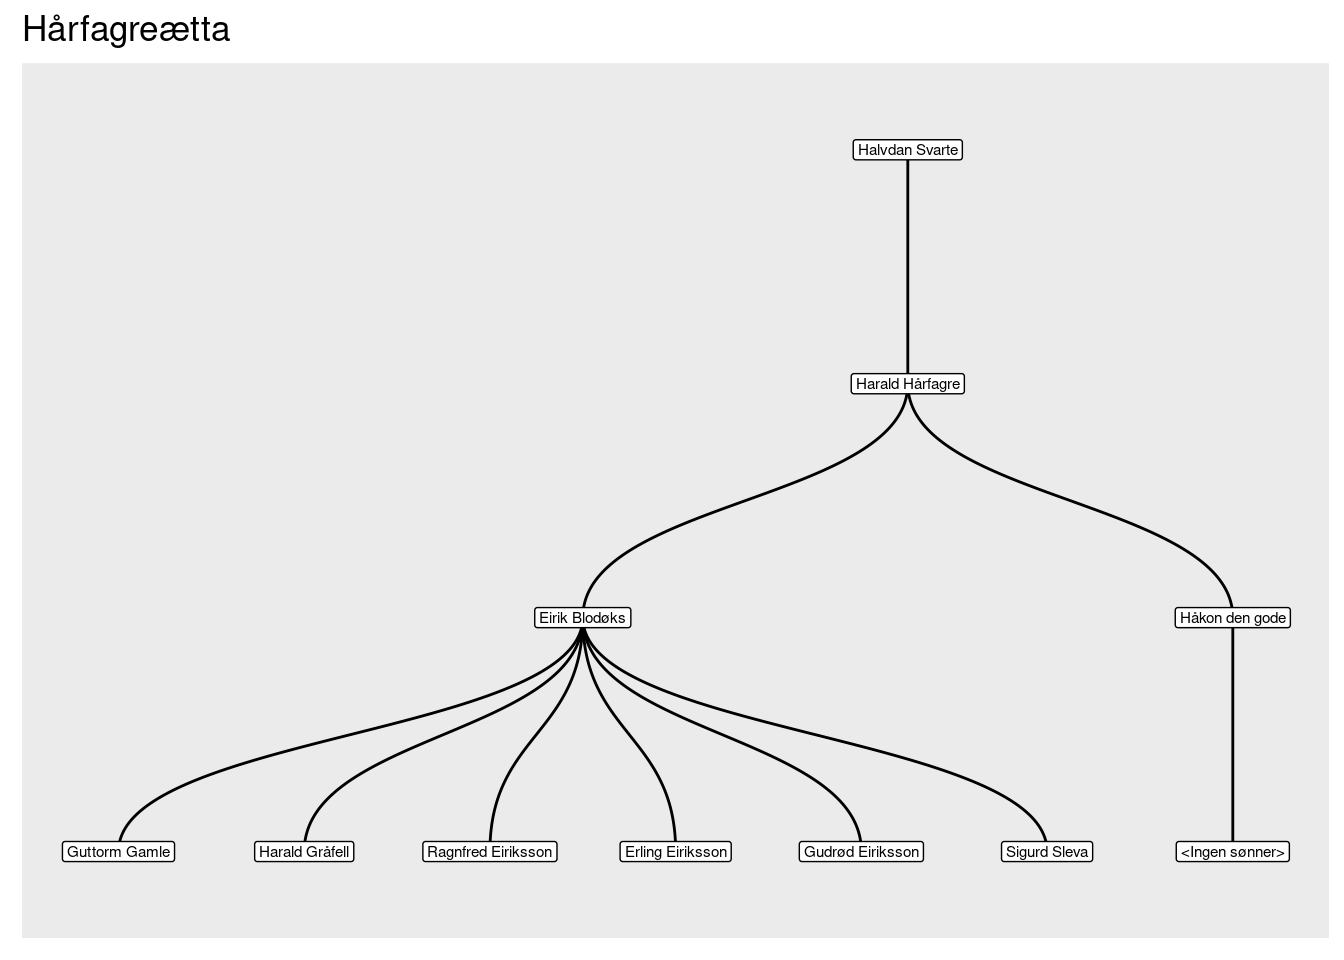 Hårfagreætta
Halvdan Svarte
Harald Hårfagre
Eirik Blodøks
Håkon den gode
Guttorm Gamle
Harald Gråfell
Ragnfred Eiriksson
Erling Eiriksson
Gudrød Eiriksson
Sigurd Sleva
<Ingen sønner>